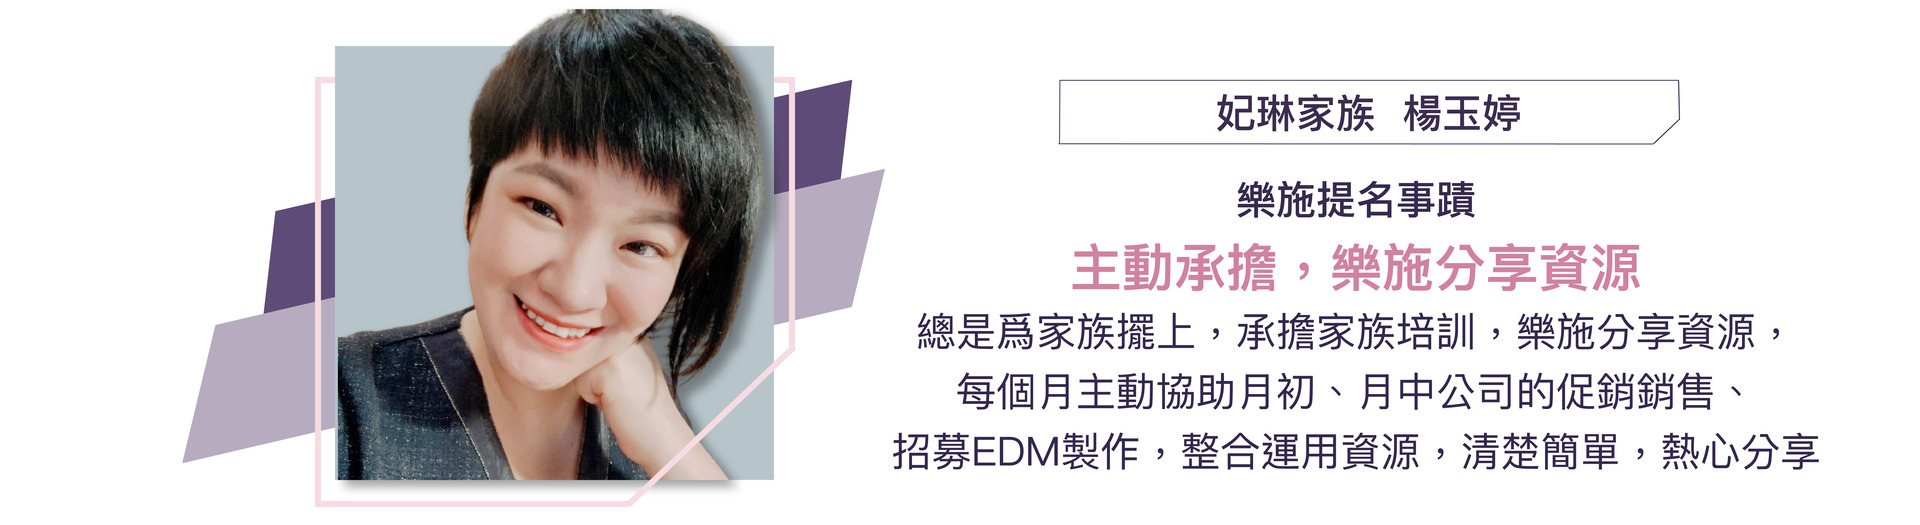 妃琳家族 楊玉婷
樂施提名事蹟
主動承擔，樂施分享資源
總是爲家族擺上，承擔家族培訓，樂施分享資源，
每個月主動協助月初、月中公司的促銷銷售、
招募EDM製作，整合運用資源，清楚簡單，熱心分享